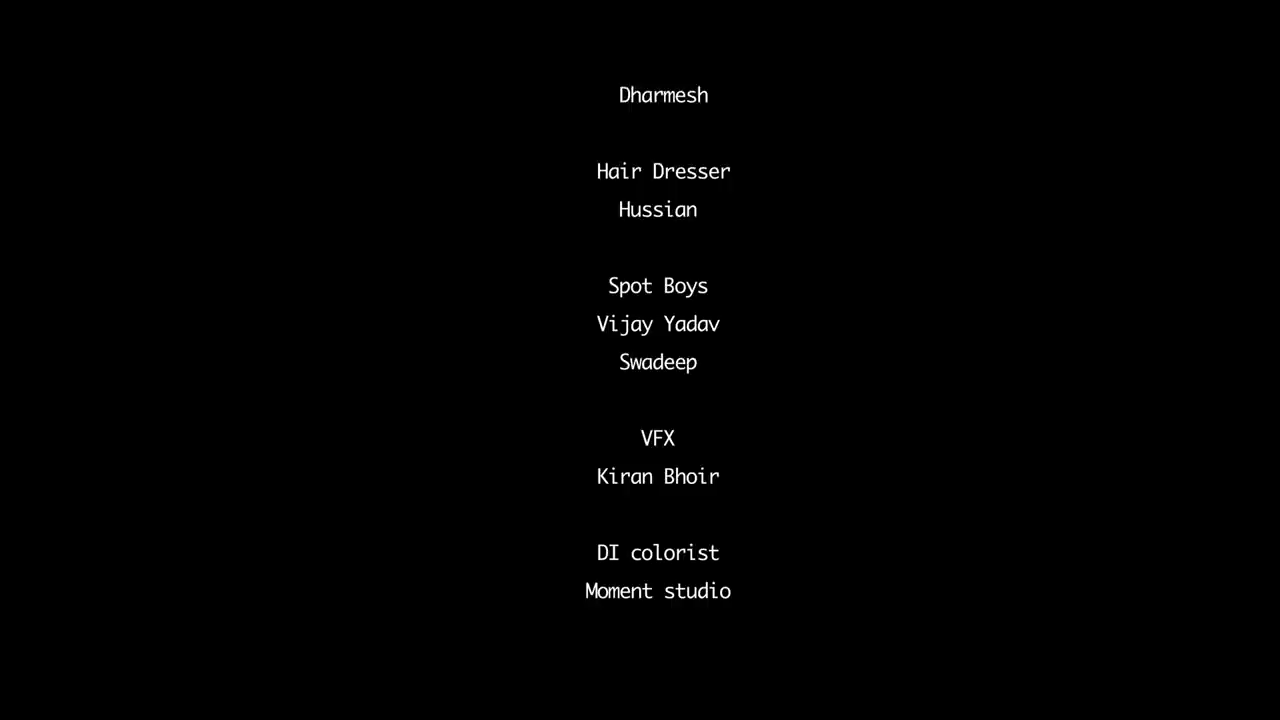 Dharmesh
Hair Dresser
Hussian
Spot Boys
Vijay Yadav
Swadeep
VFX
Kiran Bhoir
DI colorist
Moment studio